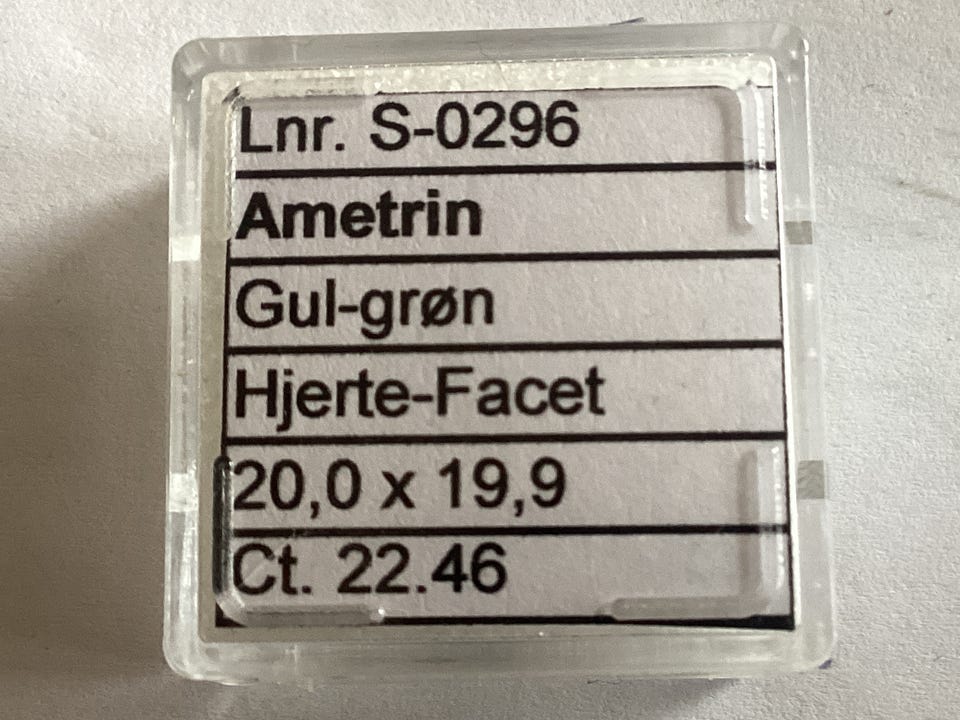 Lnr. S-0296
Ametrin
Gul-grøn
Hjerte-Facet
20,0 x 19,9
Ct. 22.46